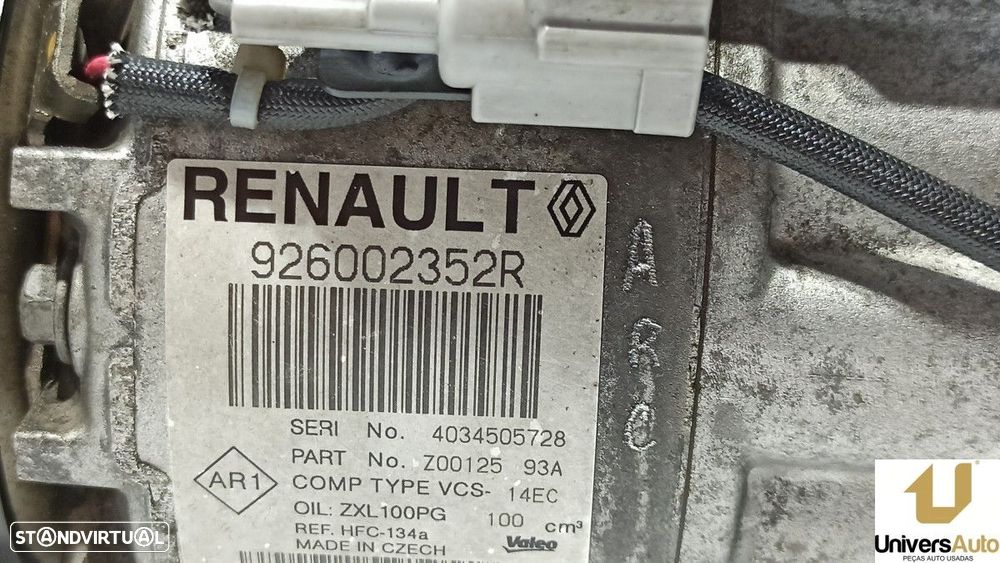 RENAULT
926002352R
SERI No. 4034505728
PART No. Z00125 93A
AR1
COMP TYPE VCS- 14EC
OIL: ZXL100PG 100 cm³
REF. HFC-134a
MADE IN CZECH
Valeo
STANDVIRTUAL
UniversAuto
PEÇAS AUTO USADAS